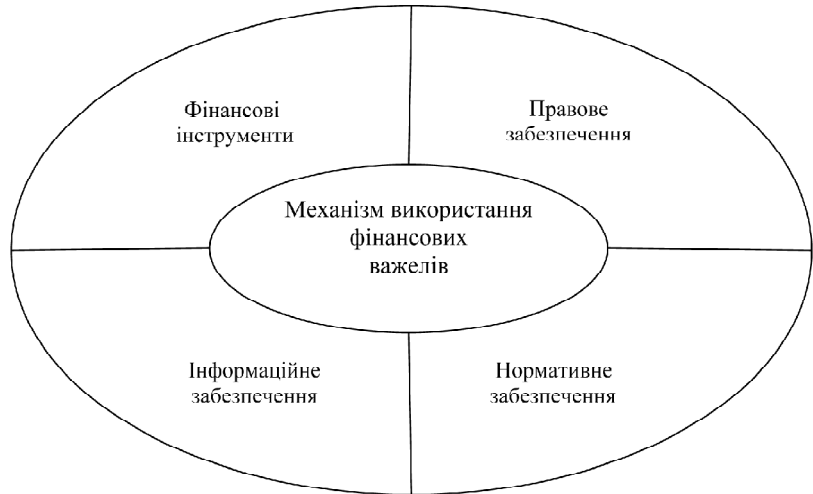 Фінансові
інструменти
Правове
забезпечення
Механізм використання
фінансових
важелів
Інформаційне
забезпечення
Нормативне
забезпечення